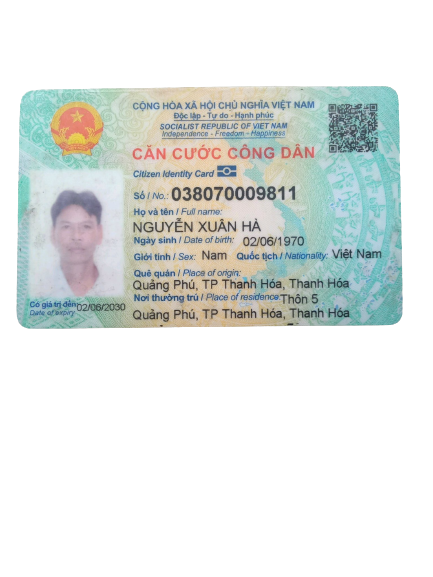 CỘNG HÒA XÃ HỘI CHỦ NGHĨA VIỆT NAM
Độc lập - Tự do - Hạnh phúc
SOCIALIST REPUBLIC OF VIET NAM
Independence - Freedom - Happiness
CĂN CƯỚC CÔNG DÂN
Citizen Identity Card
Số / No.: 038070009811
Họ và tên / Full name:
NGUYỄN XUÂN HÀ
Ngày sinh / Date of birth: 02/06/1970
Giới tính / Sex: Nam Quốc tịch / Nationality: Việt Nam
Quê quán / Place of origin:
Quảng Phú, TP Thanh Hóa, Thanh Hóa
Nơi thường trú / Place of residence: Thôn 5
Quảng Phú, TP Thanh Hóa, Thanh Hóa
Có giá trị đến: 02/06/2030
Date of expiry